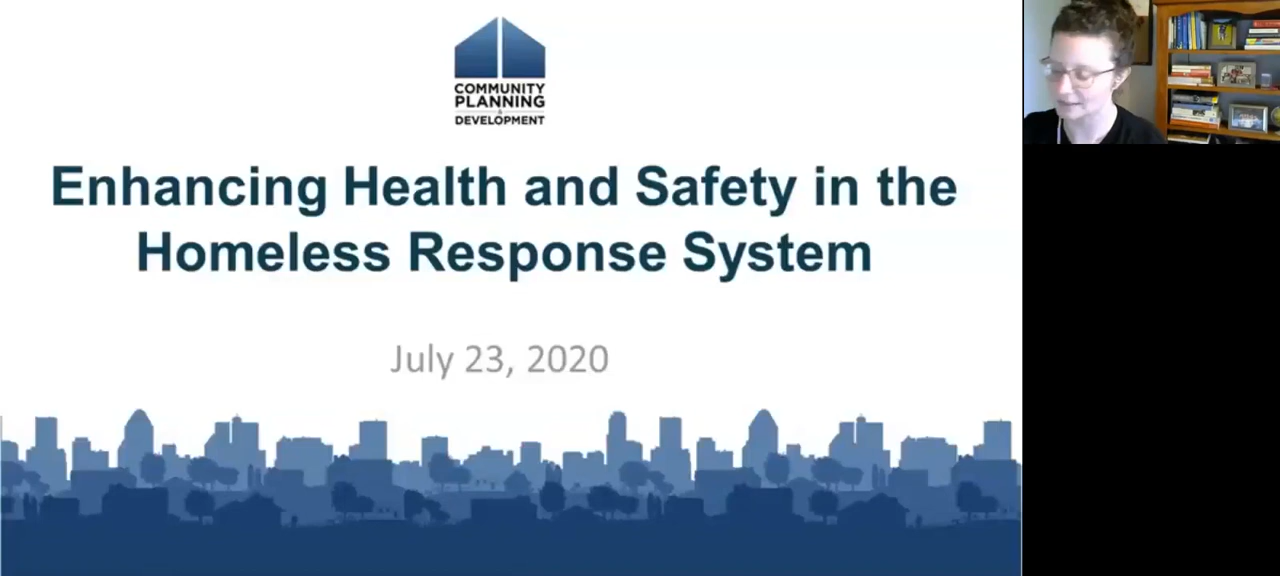 COMMUNITY
PLANNING
&
DEVELOPMENT
Enhancing Health and Safety in the
Homeless Response System
July 23, 2020